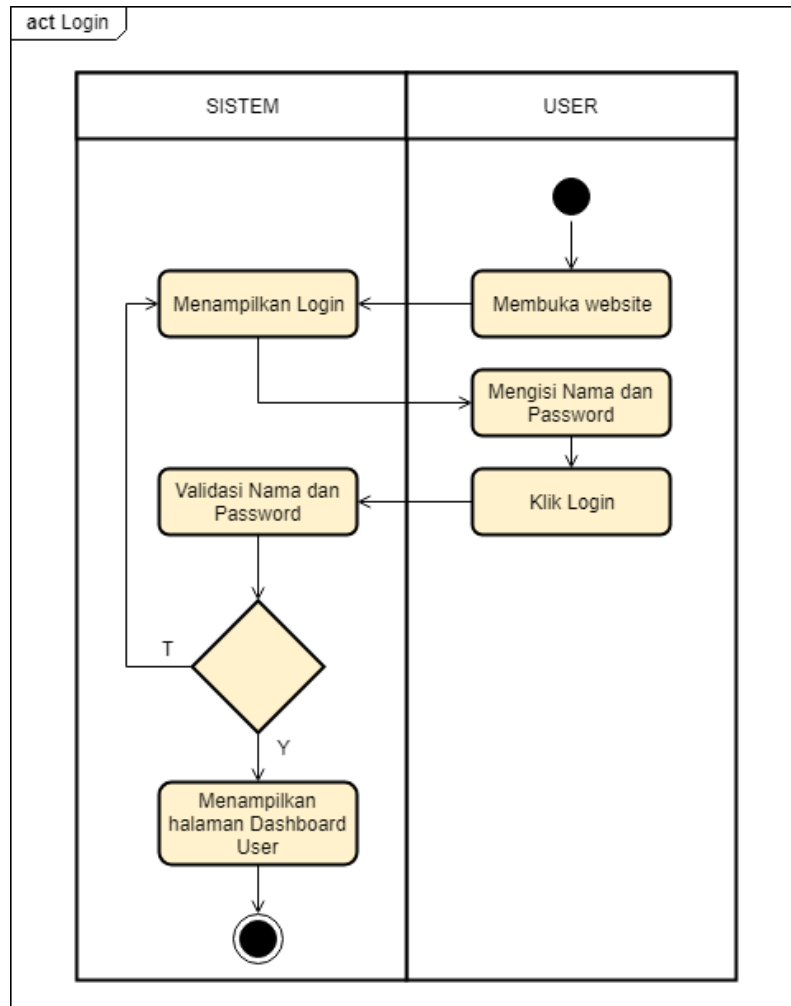 act Login
SISTEM
USER
Menampilkan Login
Membuka website
Mengisi Nama dan
Password
Validasi Nama dan
Password
Klik Login
T
Y
Menampilkan
halaman Dashboard
User